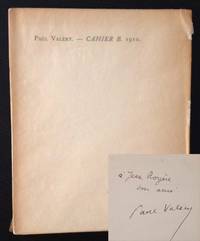 PAUL VALERY. — CAHIER B. 1910.
à Jean Royère
son ami
Paul Valéry